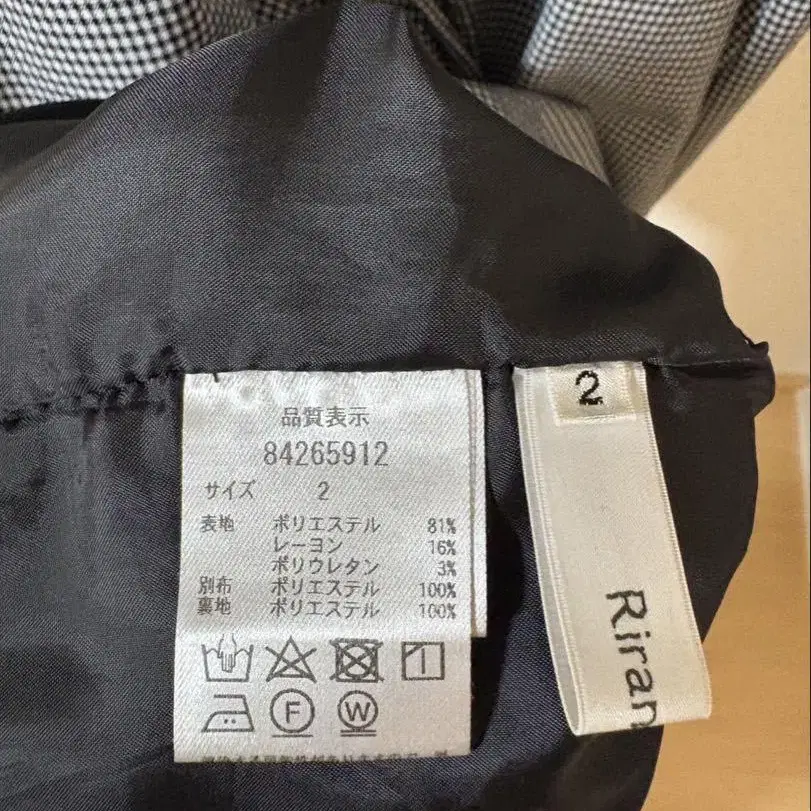 品質表示
84265912
サイズ 2
表地 ポリエステル 81%
レーヨン 16%
ポリウレタン 3%
別布 ポリエステル 100%
裏地 ポリエステル 100%
F
W
2
Riran